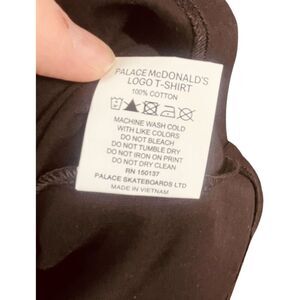 PALACE McDONALD'S
LOGO T-SHIRT
100% COTTON
MACHINE WASH COLD
WITH LIKE COLORS
DO NOT BLEACH
DO NOT TUMBLE DRY
DO NOT IRON ON PRINT
DO NOT DRY CLEAN
RN 150137
PALACE SKATEBOARDS LTD
MADE IN VIETNAM